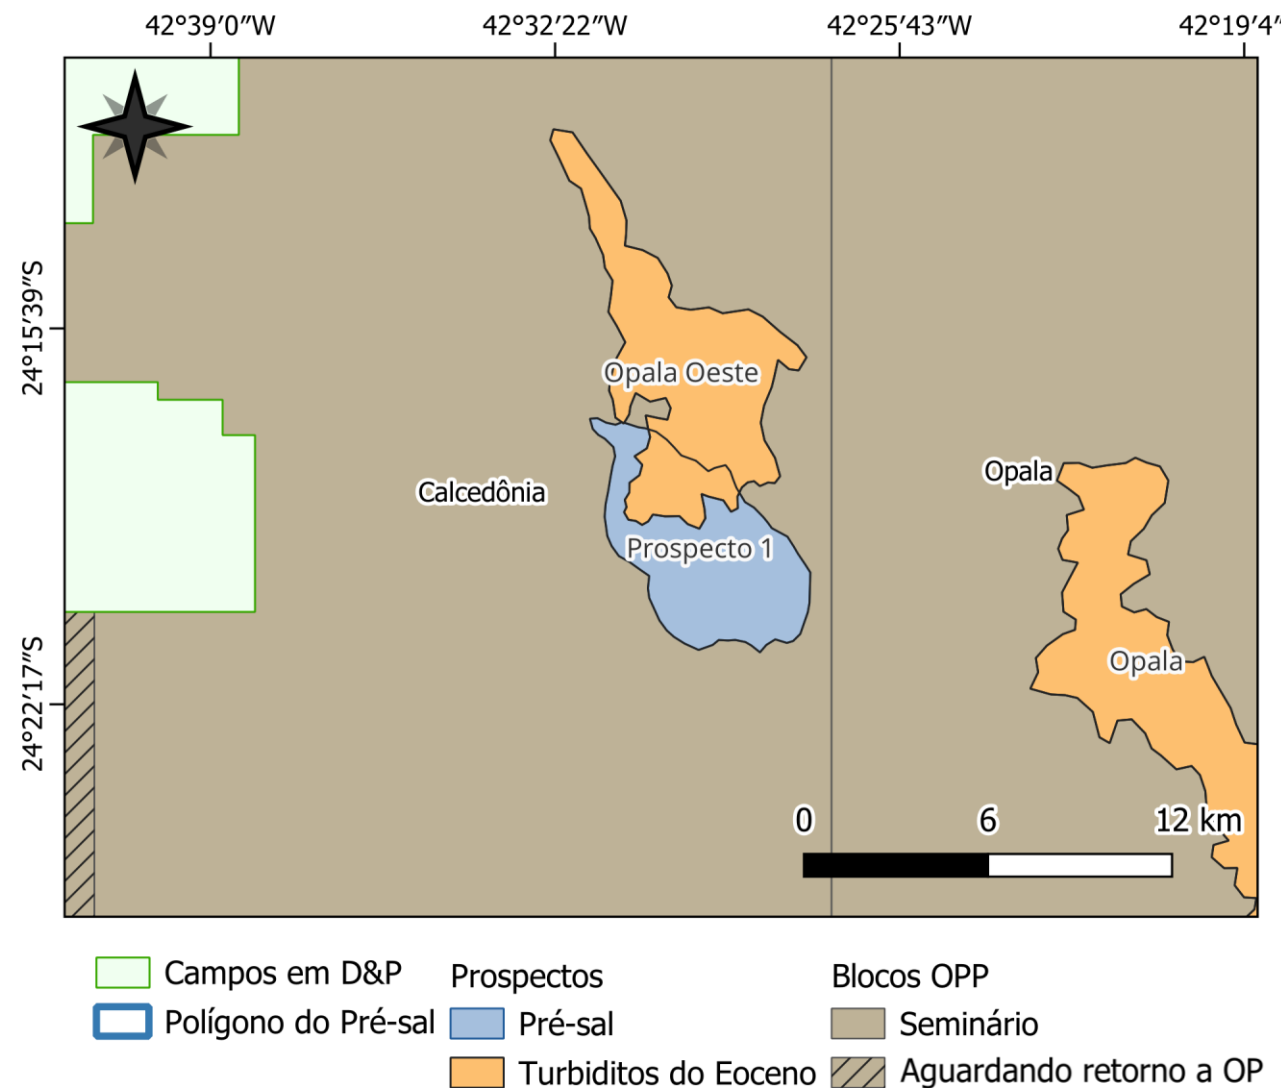 42°39′0″W 42°32′22″W 42°25′43″W 42°19′4″
24°15′39″S
Opala Oeste
Opala
Calcedônia
Prospecto 1
Opala
24°22′17″S
0 6 12 km
Campos em D&P Prospectos Blocos OPP
Polígono do Pré-sal Pré-sal Seminário
Turbiditos do Eoceno Aguardando retorno a OP